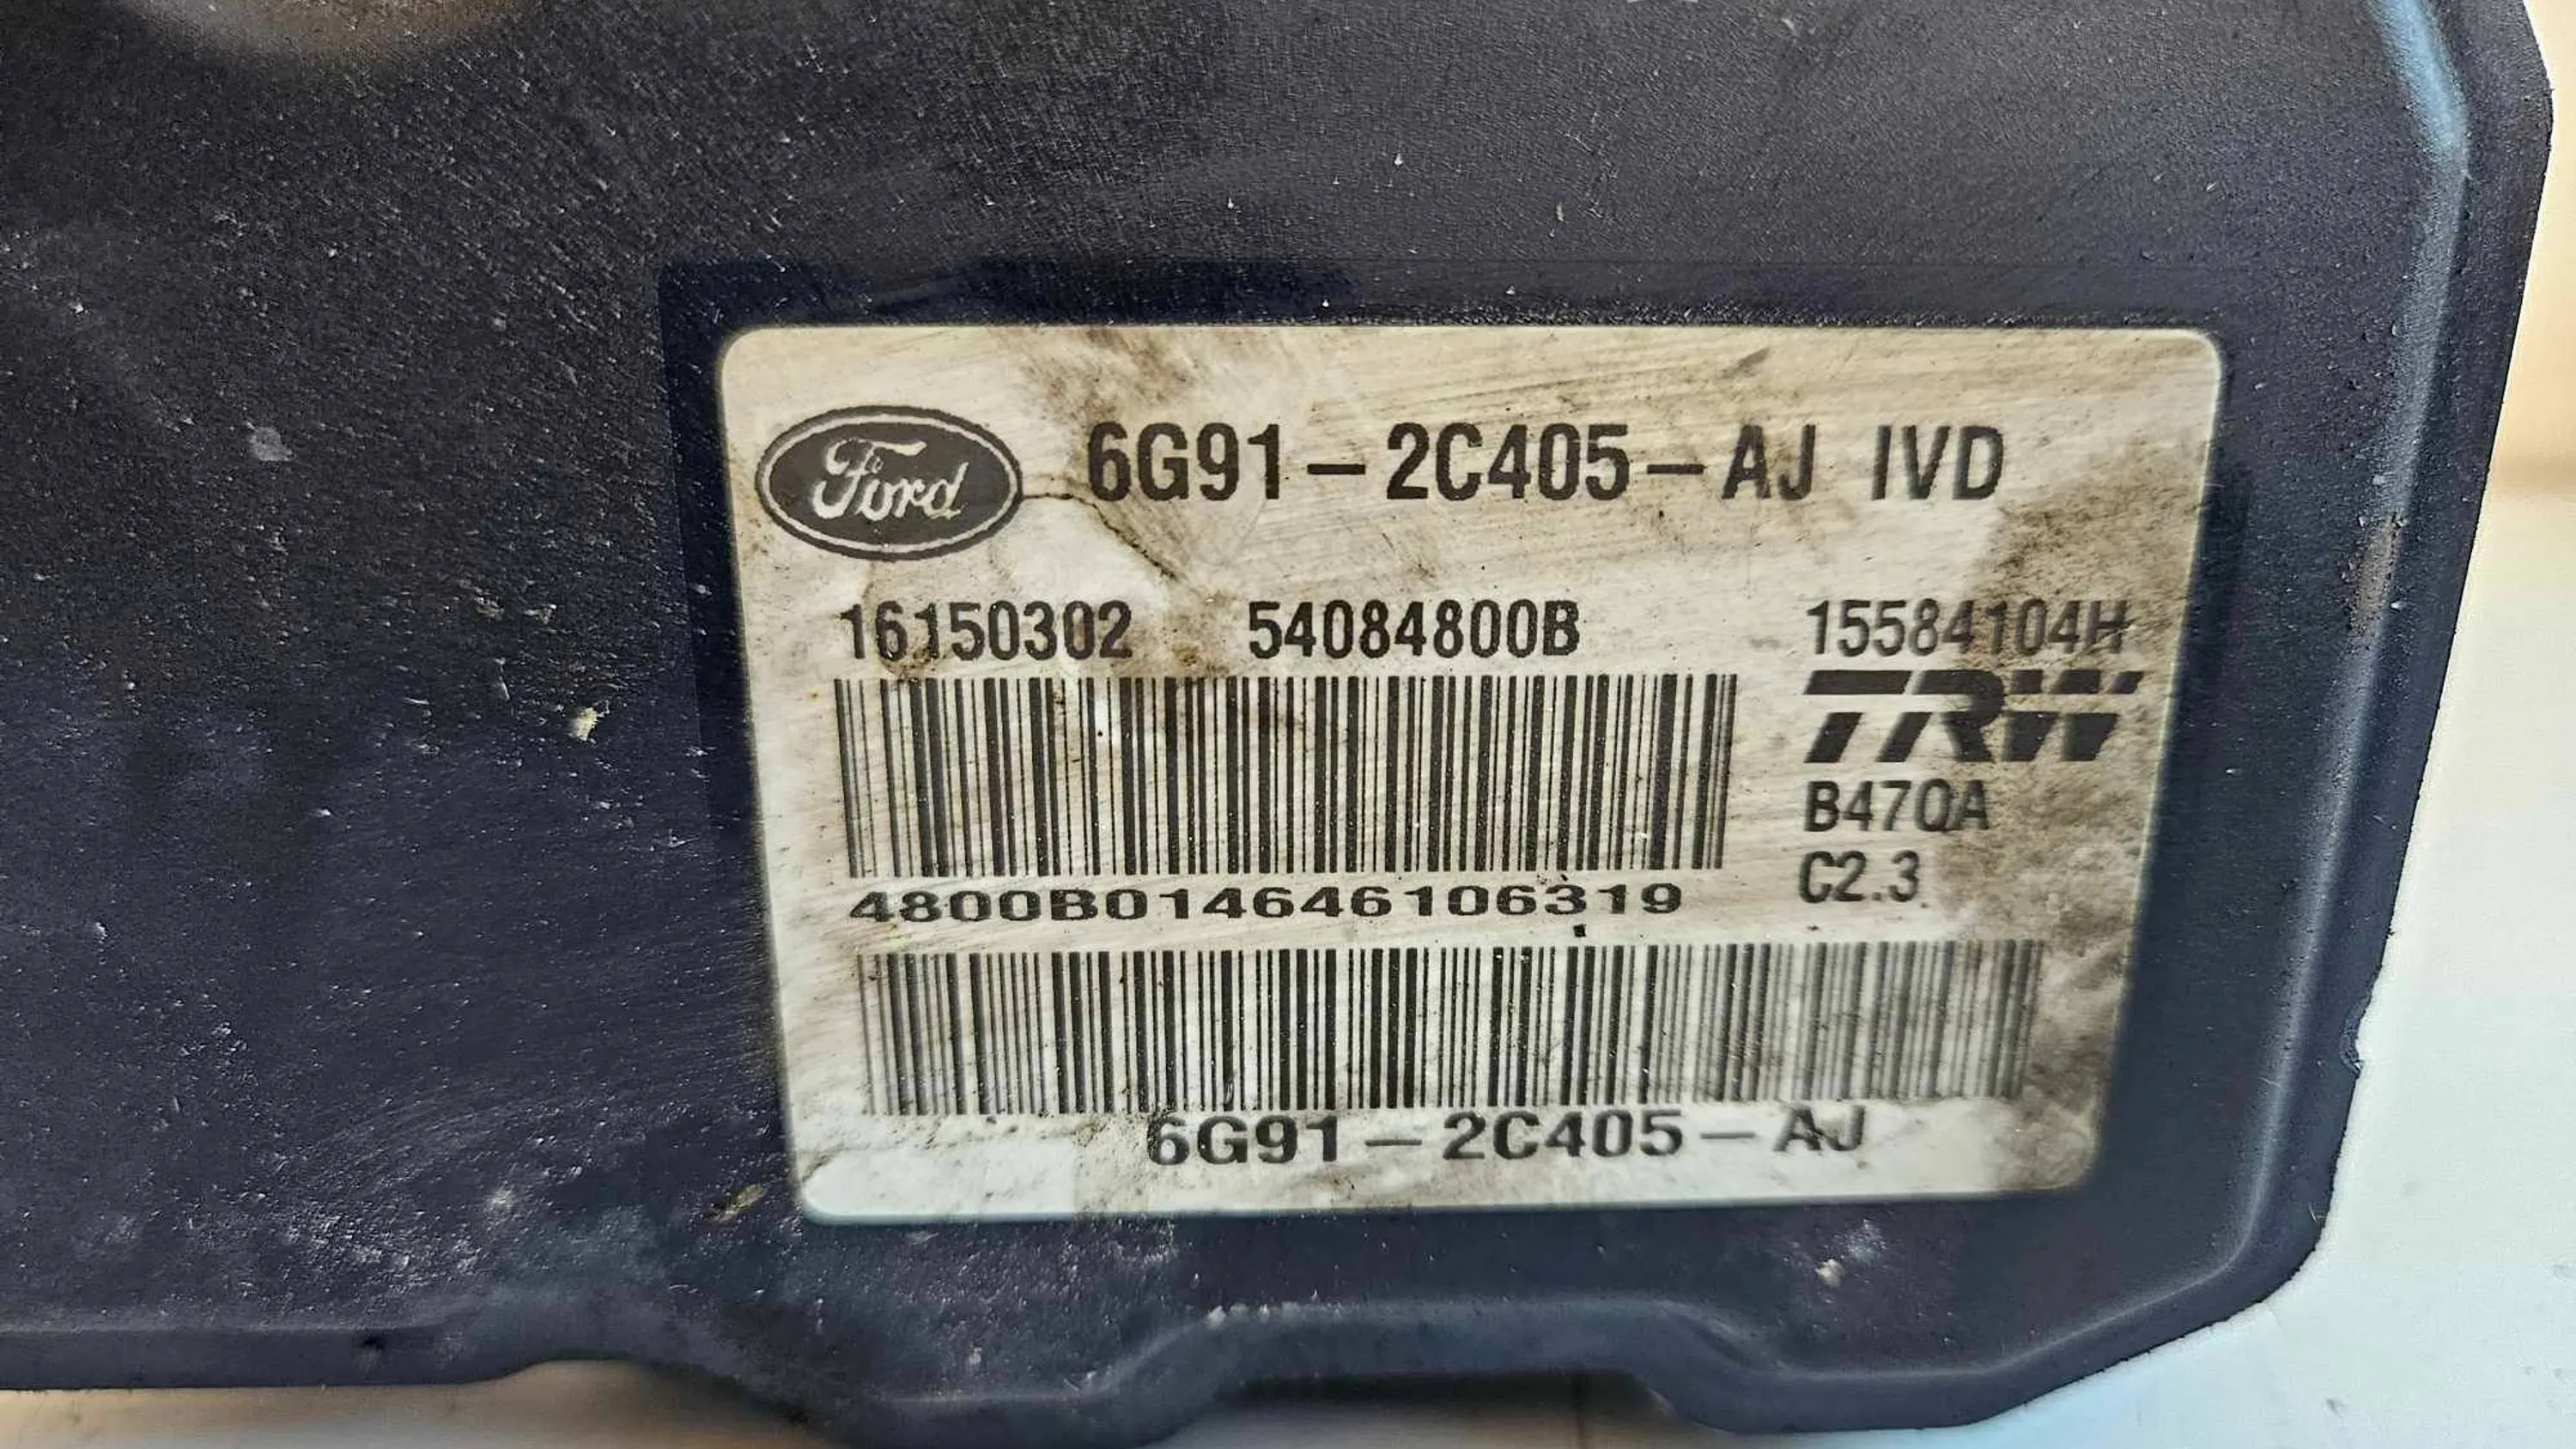 Ford 6G91-2C405-AJ IVD
16150302 54084800B 15584104H
TRW
B47QA
C2.3
4800B014646106319
6G91-2C405-AJ